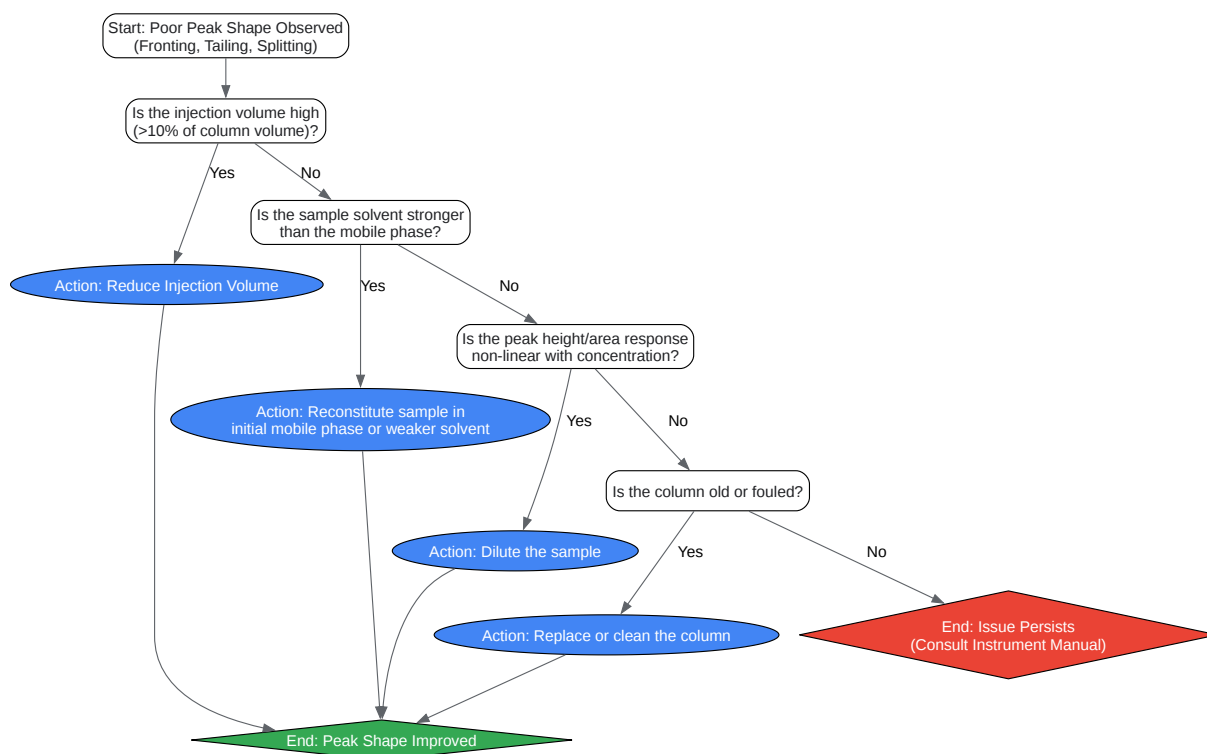 Start: Poor Peak Shape Observed
(Fronting, Tailing, Splitting)
Is the injection volume high
(>10% of column volume)?
Yes
No
Is the sample solvent stronger
than the mobile phase?
Action: Reduce Injection Volume
Yes
No
Is the peak height/area response
non-linear with concentration?
Action: Reconstitute sample in
initial mobile phase or weaker solvent
Yes
No
Is the column old or fouled?
Action: Dilute the sample
Yes
No
Action: Replace or clean the column
End: Issue Persists
(Consult Instrument Manual)
End: Peak Shape Improved